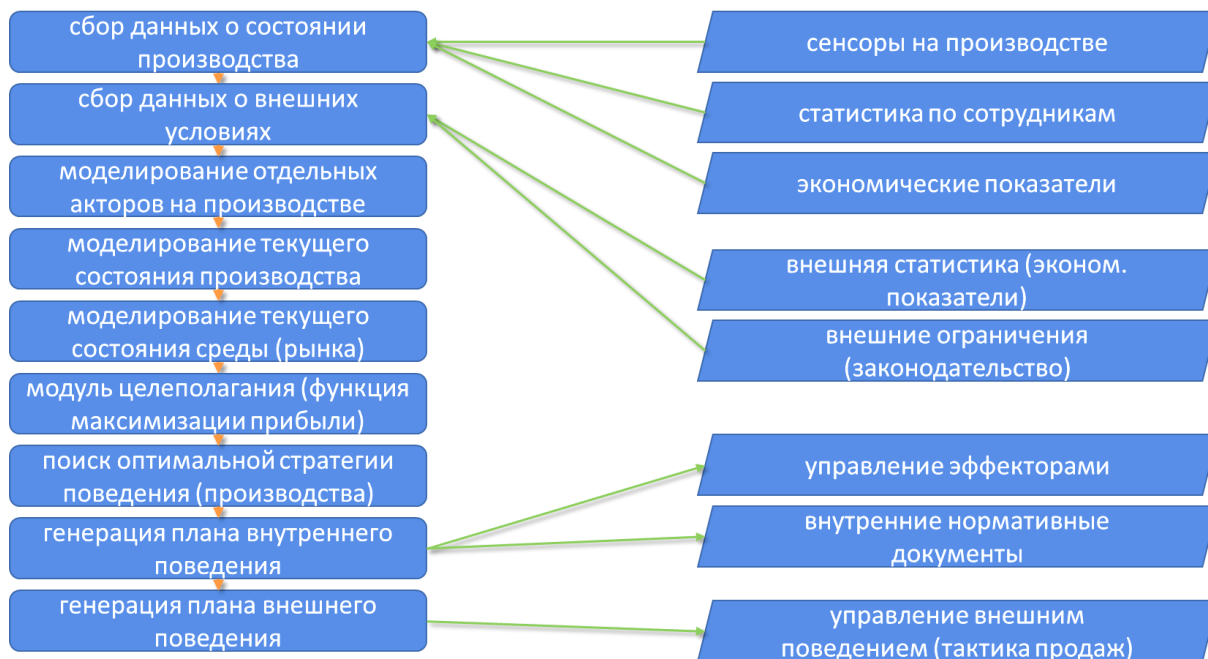 сбор данных о состоянии
производства
сбор данных о внешних
условиях
моделирование отдельных
акторов на производстве
моделирование текущего
состояния производства
моделирование текущего
состояния среды (рынка)
модуль целеполагания (функция
максимизации прибыли)
поиск оптимальной стратегии
поведения (производства)
генерация плана внутреннего
поведения
генерация плана внешнего
поведения
сенсоры на производстве
статистика по сотрудникам
экономические показатели
внешняя статистика (эконом.
показатели)
внешние ограничения
(законодательство)
управление эффекторами
внутренние нормативные
документы
управление внешним
поведением (тактика продаж)